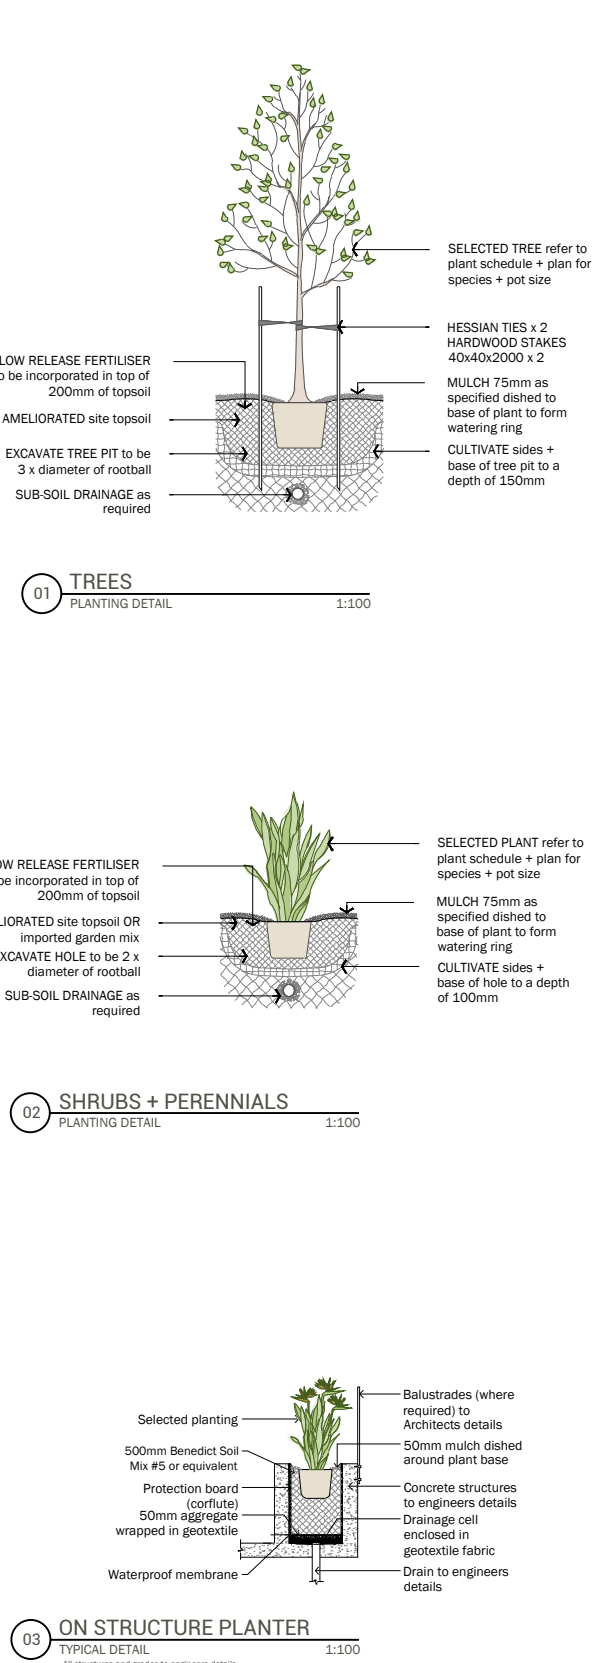 SELECTED TREE refer to
plant schedule + plan for
species + pot size
HESSIAN TIES x 2
HARDWOOD STAKES
40x40x2000 x 2
LOW RELEASE FERTILISER
o be incorporated in top of
200mm of topsoil
MULCH 75mm as
specified dished to
base of plant to form
watering ring
AMELIORATED site topsoil
EXCAVATE TREE PIT to be
3 x diameter of rootball
CULTIVATE sides +
base of tree pit to a
depth of 150mm
SUB-SOIL DRAINAGE as
required
01 TREES
PLANTING DETAIL 1:100
SELECTED PLANT refer to
plant schedule + plan for
species + pot size
OW RELEASE FERTILISER
be incorporated in top of
200mm of topsoil
MULCH 75mm as
specified dished to
base of plant to form
watering ring
LIORATED site topsoil OR
imported garden mix
XCAVATE HOLE to be 2 x
diameter of rootball
CULTIVATE sides +
base of hole to a depth
of 100mm
SUB-SOIL DRAINAGE as
required
02 SHRUBS + PERENNIALS
PLANTING DETAIL 1:100
Selected planting
500mm Benedict Soil
Mix #5 or equivalent
Protection board
(corflute)
50mm aggregate
wrapped in geotextile
Waterproof membrane
Balustrades (where
required) to
Architects details
50mm mulch dished
around plant base
Concrete structures
to engineers details
Drainage cell
enclosed in
geotextile fabric
Drain to engineers
details
03 ON STRUCTURE PLANTER
TYPICAL DETAIL 1:100
All structures and grades to engineers details